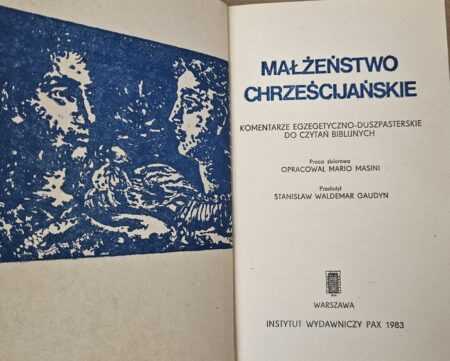 MAŁŻEŃSTWO
CHRZEŚCIJAŃSKIE
KOMENTARZE EGZEGETYCZNO-DUSZPASTERSKIE
DO CZYTAŃ BIBLIJNYCH
Praca zbiorowa
OPRACOWAŁ MARIO MASINI
Przełożył
STANISŁAW WALDEMAR GAUDYN
WARSZAWA
INSTYTUT WYDAWNICZY PAX 1983